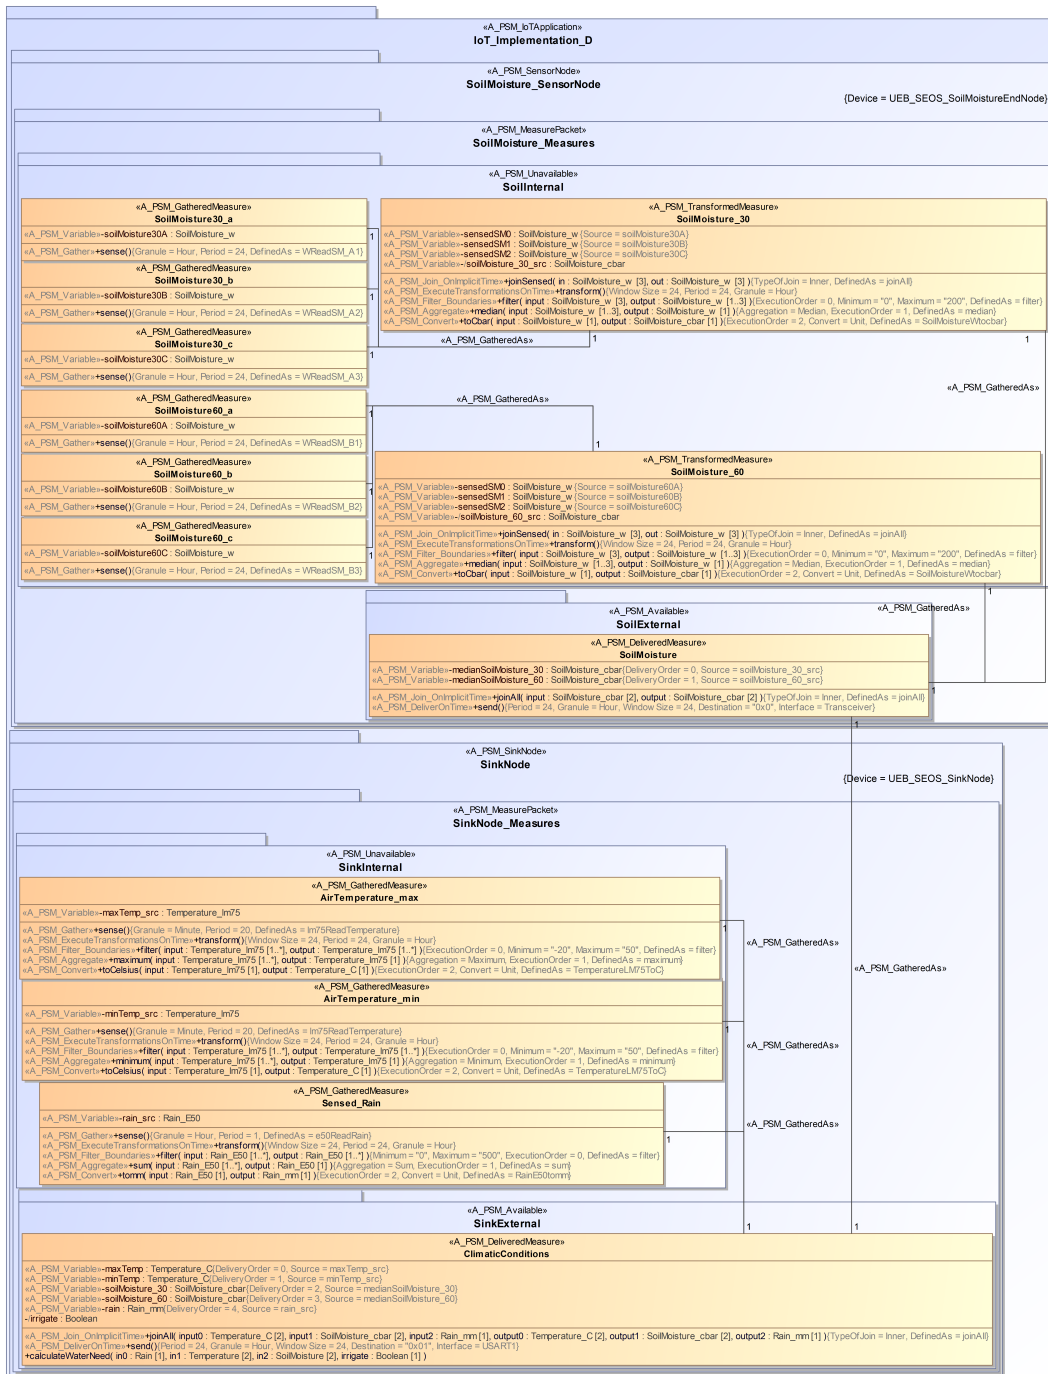 «A_PSM_IoTApplication»
IoT_Implementation_D
«A_PSM_SensorNode»
SoilMoisture_SensorNode
{Device = UEB_SEOS_SoilMoistureEndNode}
«A_PSM_MeasurePacket»
SoilMoisture_Measures
«A_PSM_Unavailable»
SoilInternal
«A_PSM_GatheredMeasure»
SoilMoisture30_a
«A_PSM_Variable»-soilMoisture30A : SoilMoisture_w
«A_PSM_Gather»+sense(){Granule = Hour, Period = 24, DefinedAs = WReadSM_A1}
1
«A_PSM_GatheredMeasure»
SoilMoisture30_b
«A_PSM_Variable»-soilMoisture30B : SoilMoisture_w
«A_PSM_Gather»+sense(){Granule = Hour, Period = 24, DefinedAs = WReadSM_A2}
1
«A_PSM_GatheredMeasure»
SoilMoisture30_c
«A_PSM_Variable»-soilMoisture30C : SoilMoisture_w
«A_PSM_Gather»+sense(){Granule = Hour, Period = 24, DefinedAs = WReadSM_A3}
1
«A_PSM_TransformedMeasure»
SoilMoisture_30
«A_PSM_Variable»-sensedSM0 : SoilMoisture_w{Source = soilMoisture30A}
«A_PSM_Variable»-sensedSM1 : SoilMoisture_w{Source = soilMoisture30B}
«A_PSM_Variable»-sensedSM2 : SoilMoisture_w{Source = soilMoisture30C}
«A_PSM_Variable»-/soilMoisture_30_src : SoilMoisture_cbar
«A_PSM_Join_OnImplicitTime»+joinSensed( in : SoilMoisture_w [3], out : SoilMoisture_w [3] ){TypeOfJoin = Inner, DefinedAs = joinAll}
«A_PSM_ExecuteTransformationsOnTime»+transform(){Window Size = 24, Period = 24, Granule = Hour}
«A_PSM_Filter_Boundaries»+filter( input : SoilMoisture_w [3], output : SoilMoisture_w [1..3] ){ExecutionOrder = 0, Minimum = "0", Maximum = "200", DefinedAs = filter}
«A_PSM_Aggregate»+median( input : SoilMoisture_w [1..3], output : SoilMoisture_w [1] ){Aggregation = Median, ExecutionOrder = 1, DefinedAs = median}
«A_PSM_Convert»+toCbar( input : SoilMoisture_w [1], output : SoilMoisture_cbar [1] ){ExecutionOrder = 2, Convert = Unit, DefinedAs = SoilMoistureWtocbar}
«A_PSM_GatheredAs»
1
1
«A_PSM_GatheredAs»
«A_PSM_GatheredMeasure»
SoilMoisture60_a
«A_PSM_Variable»-soilMoisture60A : SoilMoisture_w
«A_PSM_Gather»+sense(){Granule = Hour, Period = 24, DefinedAs = WReadSM_B1}
1
«A_PSM_GatheredAs»
1
«A_PSM_GatheredMeasure»
SoilMoisture60_b
«A_PSM_Variable»-soilMoisture60B : SoilMoisture_w
«A_PSM_Gather»+sense(){Granule = Hour, Period = 24, DefinedAs = WReadSM_B2}
1
«A_PSM_GatheredMeasure»
SoilMoisture60_c
«A_PSM_Variable»-soilMoisture60C : SoilMoisture_w
«A_PSM_Gather»+sense(){Granule = Hour, Period = 24, DefinedAs = WReadSM_B3}
1
«A_PSM_TransformedMeasure»
SoilMoisture_60
«A_PSM_Variable»-sensedSM0 : SoilMoisture_w{Source = soilMoisture60A}
«A_PSM_Variable»-sensedSM1 : SoilMoisture_w{Source = soilMoisture60B}
«A_PSM_Variable»-sensedSM2 : SoilMoisture_w{Source = soilMoisture60C}
«A_PSM_Variable»-/soilMoisture_60_src : SoilMoisture_cbar
«A_PSM_Join_OnImplicitTime»+joinSensed( in : SoilMoisture_w [3], out : SoilMoisture_w [3] ){TypeOfJoin = Inner, DefinedAs = joinAll}
«A_PSM_ExecuteTransformationsOnTime»+transform(){Window Size = 24, Period = 24, Granule = Hour}
«A_PSM_Filter_Boundaries»+filter( input : SoilMoisture_w [3], output : SoilMoisture_w [1..3] ){ExecutionOrder = 0, Minimum = "0", Maximum = "200", DefinedAs = filter}
«A_PSM_Aggregate»+median( input : SoilMoisture_w [1..3], output : SoilMoisture_w [1] ){Aggregation = Median, ExecutionOrder = 1, DefinedAs = median}
«A_PSM_Convert»+toCbar( input : SoilMoisture_w [1], output : SoilMoisture_cbar [1] ){ExecutionOrder = 2, Convert = Unit, DefinedAs = SoilMoistureWtocbar}
1
«A_PSM_GatheredAs»
«A_PSM_Available»
SoilExternal
«A_PSM_DeliveredMeasure»
SoilMoisture
«A_PSM_Variable»-medianSoilMoisture_30 : SoilMoisture_cbar{DeliveryOrder = 0, Source = soilMoisture_30_src}
«A_PSM_Variable»-medianSoilMoisture_60 : SoilMoisture_cbar{DeliveryOrder = 1, Source = soilMoisture_60_src}
«A_PSM_Join_OnImplicitTime»+joinAll( input : SoilMoisture_cbar [2], output : SoilMoisture_cbar [2] ){TypeOfJoin = Inner, DefinedAs = joinAll}
«A_PSM_DeliverOnTime»+send(){Period = 24, Granule = Hour, Window Size = 24, Destination = "0x0", Interface = Transceiver}
1
1
«A_PSM_SinkNode»
SinkNode
{Device = UEB_SEOS_SinkNode}
«A_PSM_MeasurePacket»
SinkNode_Measures
«A_PSM_Unavailable»
SinkInternal
«A_PSM_GatheredMeasure»
AirTemperature_max
«A_PSM_Variable»-maxTemp_src : Temperature_lm75
«A_PSM_Gather»+sense(){Granule = Minute, Period = 20, DefinedAs = lm75ReadTemperature}
«A_PSM_ExecuteTransformationsOnTime»+transform(){Window Size = 24, Period = 24, Granule = Hour}
«A_PSM_Filter_Boundaries»+filter( input : Temperature_lm75 [1..*], output : Temperature_lm75 [1..*] ){ExecutionOrder = 0, Minimum = "-20", Maximum = "50", DefinedAs = filter}
«A_PSM_Aggregate»+maximum( input : Temperature_lm75 [1..*], output : Temperature_lm75 [1] ){Aggregation = Maximum, ExecutionOrder = 1, DefinedAs = maximum}
«A_PSM_Convert»+toCelsius( input : Temperature_lm75 [1], output : Temperature_C [1] ){ExecutionOrder = 2, Convert = Unit, DefinedAs = TemperatureLM75ToC}
1
«A_PSM_GatheredAs»
«A_PSM_GatheredAs»
«A_PSM_GatheredMeasure»
AirTemperature_min
«A_PSM_Variable»-minTemp_src : Temperature_lm75
«A_PSM_Gather»+sense(){Granule = Minute, Period = 20, DefinedAs = lm75ReadTemperature}
«A_PSM_ExecuteTransformationsOnTime»+transform(){Window Size = 24, Period = 24, Granule = Hour}
«A_PSM_Filter_Boundaries»+filter( input : Temperature_lm75 [1..*], output : Temperature_lm75 [1..*] ){ExecutionOrder = 0, Minimum = "-20", Maximum = "50", DefinedAs = filter}
«A_PSM_Aggregate»+minimum( input : Temperature_lm75 [1..*], output : Temperature_lm75 [1] ){Aggregation = Minimum, ExecutionOrder = 1, DefinedAs = minimum}
«A_PSM_Convert»+toCelsius( input : Temperature_lm75 [1], output : Temperature_C [1] ){ExecutionOrder = 2, Convert = Unit, DefinedAs = TemperatureLM75ToC}
1
«A_PSM_GatheredAs»
«A_PSM_GatheredMeasure»
Sensed_Rain
«A_PSM_Variable»-rain_src : Rain_E50
«A_PSM_Gather»+sense(){Granule = Hour, Period = 1, DefinedAs = e50ReadRain}
«A_PSM_ExecuteTransformationsOnTime»+transform(){Window Size = 24, Period = 24, Granule = Hour}
«A_PSM_Filter_Boundaries»+filter( input : Rain_E50 [1..*], output : Rain_E50 [1..*] ){Minimum = "0", Maximum = "500", ExecutionOrder = 0, DefinedAs = filter}
«A_PSM_Aggregate»+sum( input : Rain_E50 [1..*], output : Rain_E50 [1] ){Aggregation = Sum, ExecutionOrder = 1, DefinedAs = sum}
«A_PSM_Convert»+tomm( input : Rain_E50 [1], output : Rain_mm [1] ){ExecutionOrder = 2, Convert = Unit, DefinedAs = RainE50tomm}
1
«A_PSM_GatheredAs»
«A_PSM_Available»
SinkExternal
1
1
«A_PSM_DeliveredMeasure»
ClimaticConditions
«A_PSM_Variable»-maxTemp : Temperature_C{DeliveryOrder = 0, Source = maxTemp_src}
«A_PSM_Variable»-minTemp : Temperature_C{DeliveryOrder = 1, Source = minTemp_src}
«A_PSM_Variable»-soilMoisture_30 : SoilMoisture_cbar{DeliveryOrder = 2, Source = medianSoilMoisture_30}
«A_PSM_Variable»-soilMoisture_60 : SoilMoisture_cbar{DeliveryOrder = 3, Source = medianSoilMoisture_60}
«A_PSM_Variable»-rain : Rain_mm{DeliveryOrder = 4, Source = rain_src}
-/irrigate : Boolean
«A_PSM_Join_OnImplicitTime»+joinAll( input0 : Temperature_C [2], input1 : SoilMoisture_cbar [2], input2 : Rain_mm [1], output0 : Temperature_C [2], output1 : SoilMoisture_cbar [2], output2 : Rain_mm [1] ){TypeOfJoin = Inner, DefinedAs = joinAll}
«A_PSM_DeliverOnTime»+send(){Period = 24, Granule = Hour, Window Size = 24, Destination = "0x01", Interface = USART1}
+calculateWaterNeed( in0 : Rain [1], in1 : Temperature [2], in2 : SoilMoisture [2], irrigate : Boolean [1] )